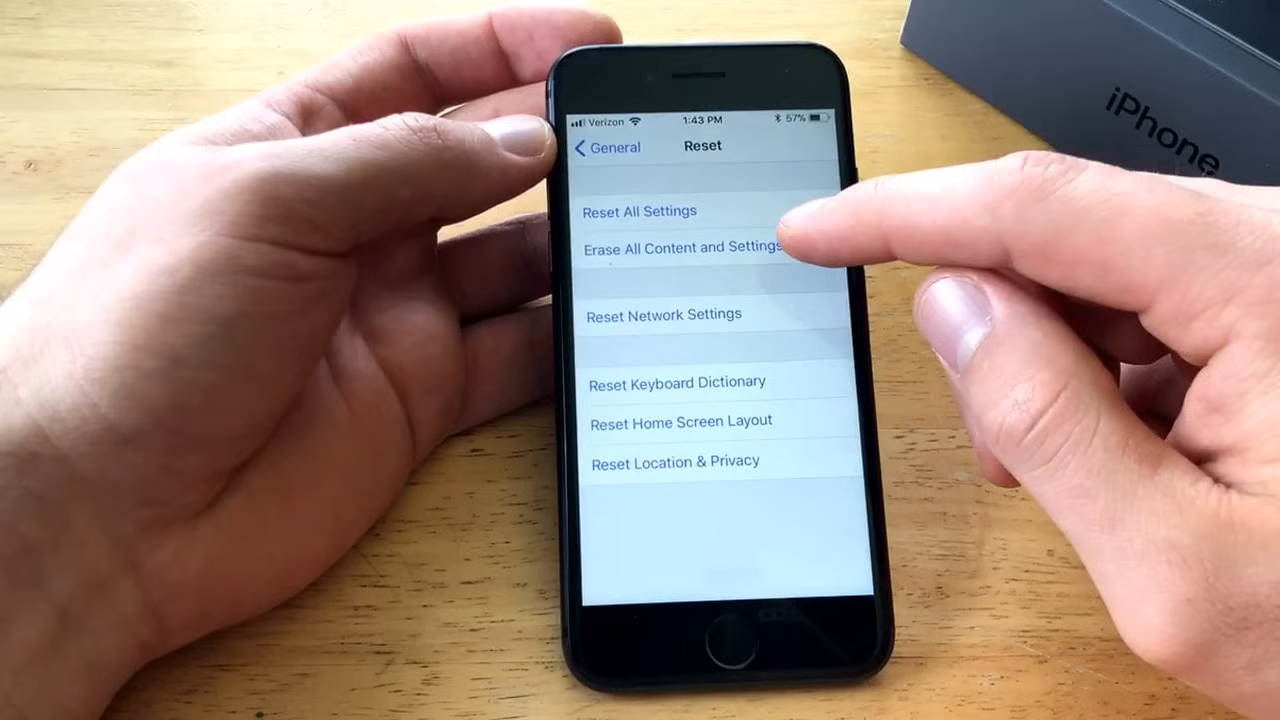 Verizon 1:43 PM 57%
General Reset
Reset All Settings
Erase All Content and Settings
Reset Network Settings
Reset Keyboard Dictionary
Reset Home Screen Layout
Reset Location & Privacy
iPhone